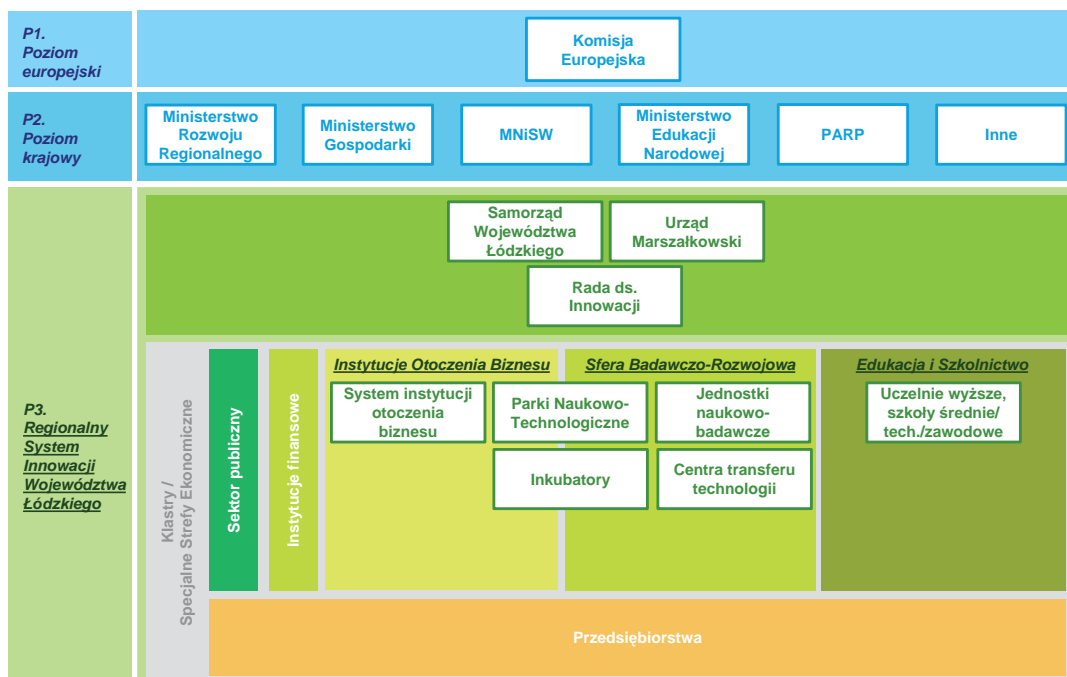 P1.
Poziom
europejski
Komisja
Europejska
P2.
Poziom
krajowy
Ministerstwo
Rozwoju
Regionalnego
Ministerstwo
Gospodarki
MNiSW
Ministerstwo
Edukacji
Narodowej
PARP
Inne
P3.
Regionalny
System
Innowacji
Województwa
Łódzkiego
Samorząd
Województwa
Łódzkiego
Urząd
Marszałkowski
Rada ds.
Innowacji
Klastry /
Specjalne Strefy Ekonomiczne
Sektor publiczny
Instytucje finansowe
Instytucje Otoczenia Biznesu
System instytucji
otoczenia
biznesu
Parki Naukowo-
Technologiczne
Inkubatory
Sfera Badawczo-Rozwojowa
Jednostki
naukowo-
badawcze
Centra transferu
technologii
Edukacja i Szkolnictwo
Uczelnie wyższe,
szkoły średnie/
tech./zawodowe
Przedsiębiorstwa